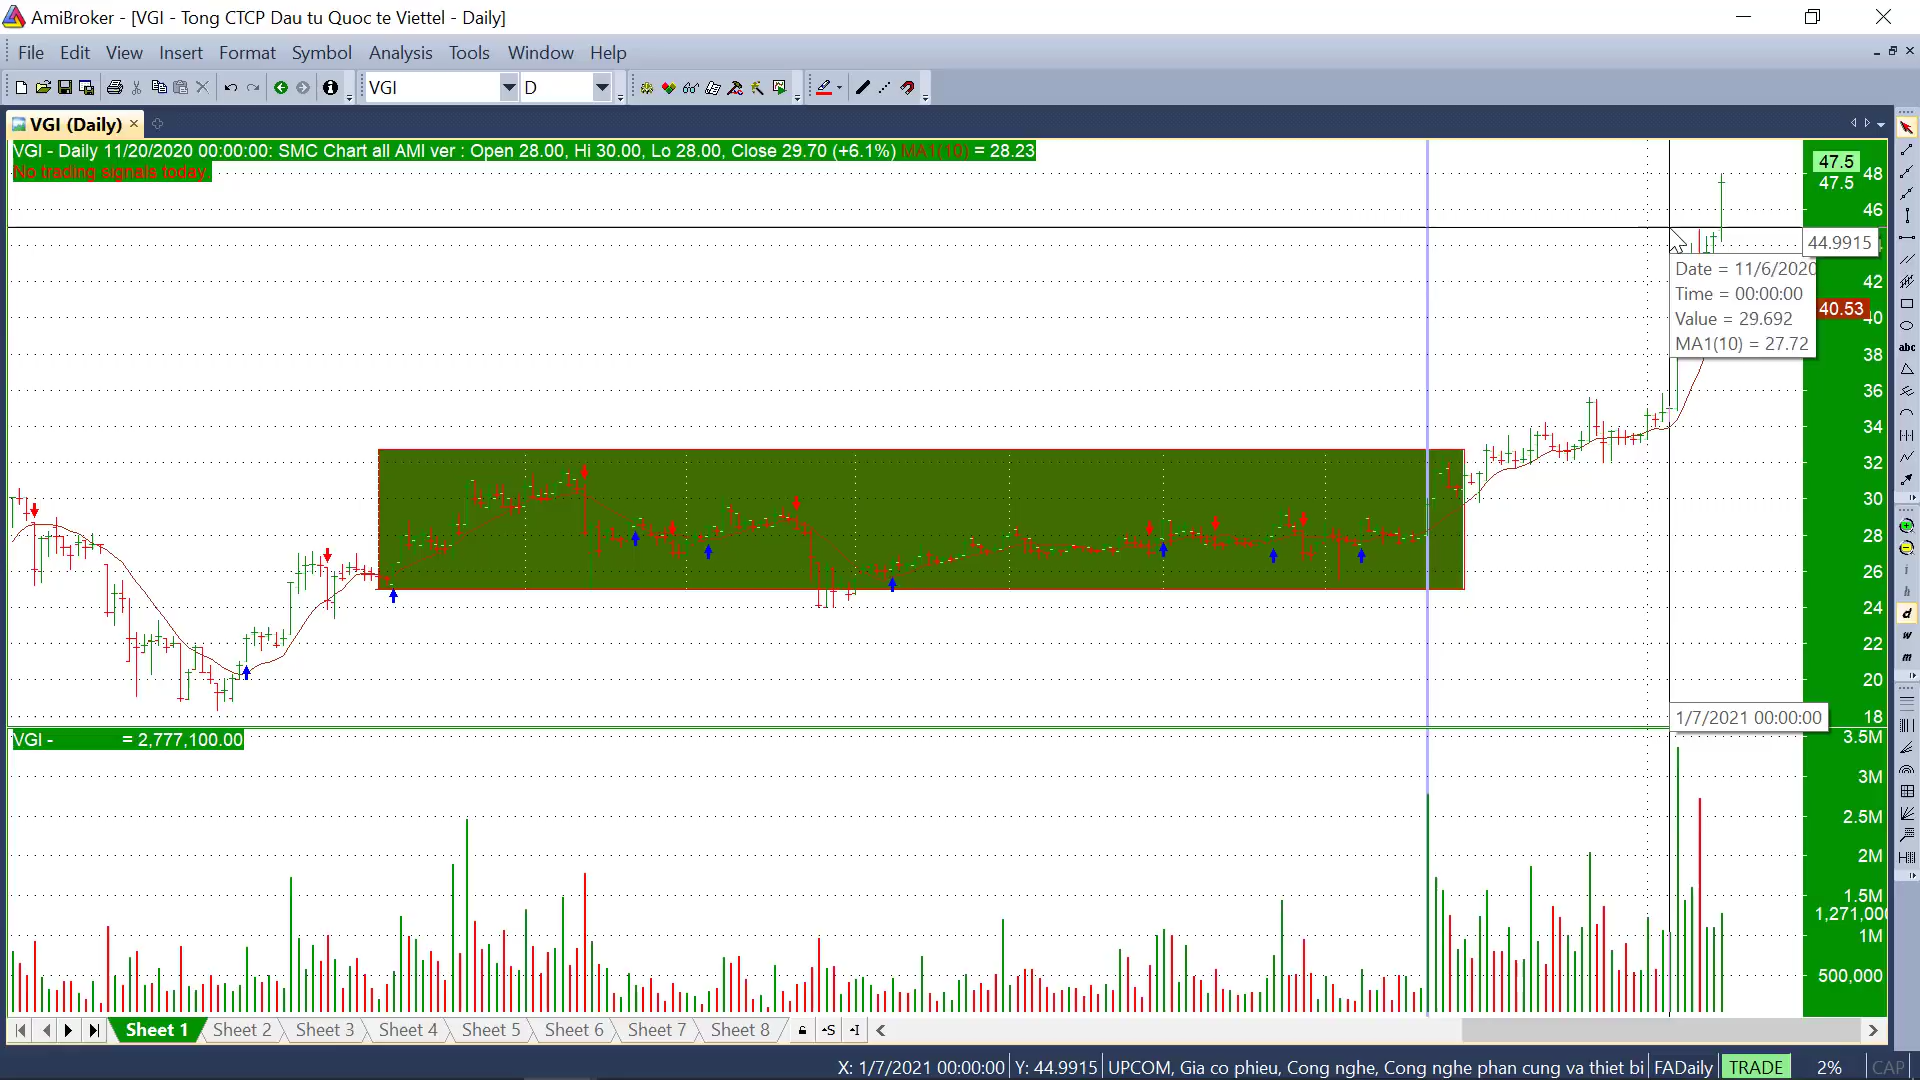 AmiBroker - [VGI - Tong CTCP Dau tu Quoc te Viettel - Daily]
File Edit View Insert Format Symbol Analysis Tools Window Help
VGI D
VGI (Daily)
VGI - Daily 11/20/2020 00:00:00: SMC Chart all AMI ver : Open 28.00, Hi 30.00, Lo 28.00, Close 29.70 (+6.1%) MA1(10) = 28.23
No trading signals today
47.5
47.5
48
46
44.9915
Date = 11/6/2020
Time = 00:00:00
Value = 29.692
MA1(10) = 27.72
42
40.53
40
38
36
34
32
30
28
26
24
22
20
18
1/7/2021 00:00:00
VGI - = 2,777,100.00
3.5M
3M
2.5M
2M
1.5M
1,271,00
1M
500,000
abc
i
h
d
w
m
Sheet 1 Sheet 2 Sheet 3 Sheet 4 Sheet 5 Sheet 6 Sheet 7 Sheet 8 S I
X: 1/7/2021 00:00:00 Y: 44.9915 UPCOM, Gia co phieu, Cong nghe, Cong nghe phan cung va thiet bi FADaily TRADE 2% CAP